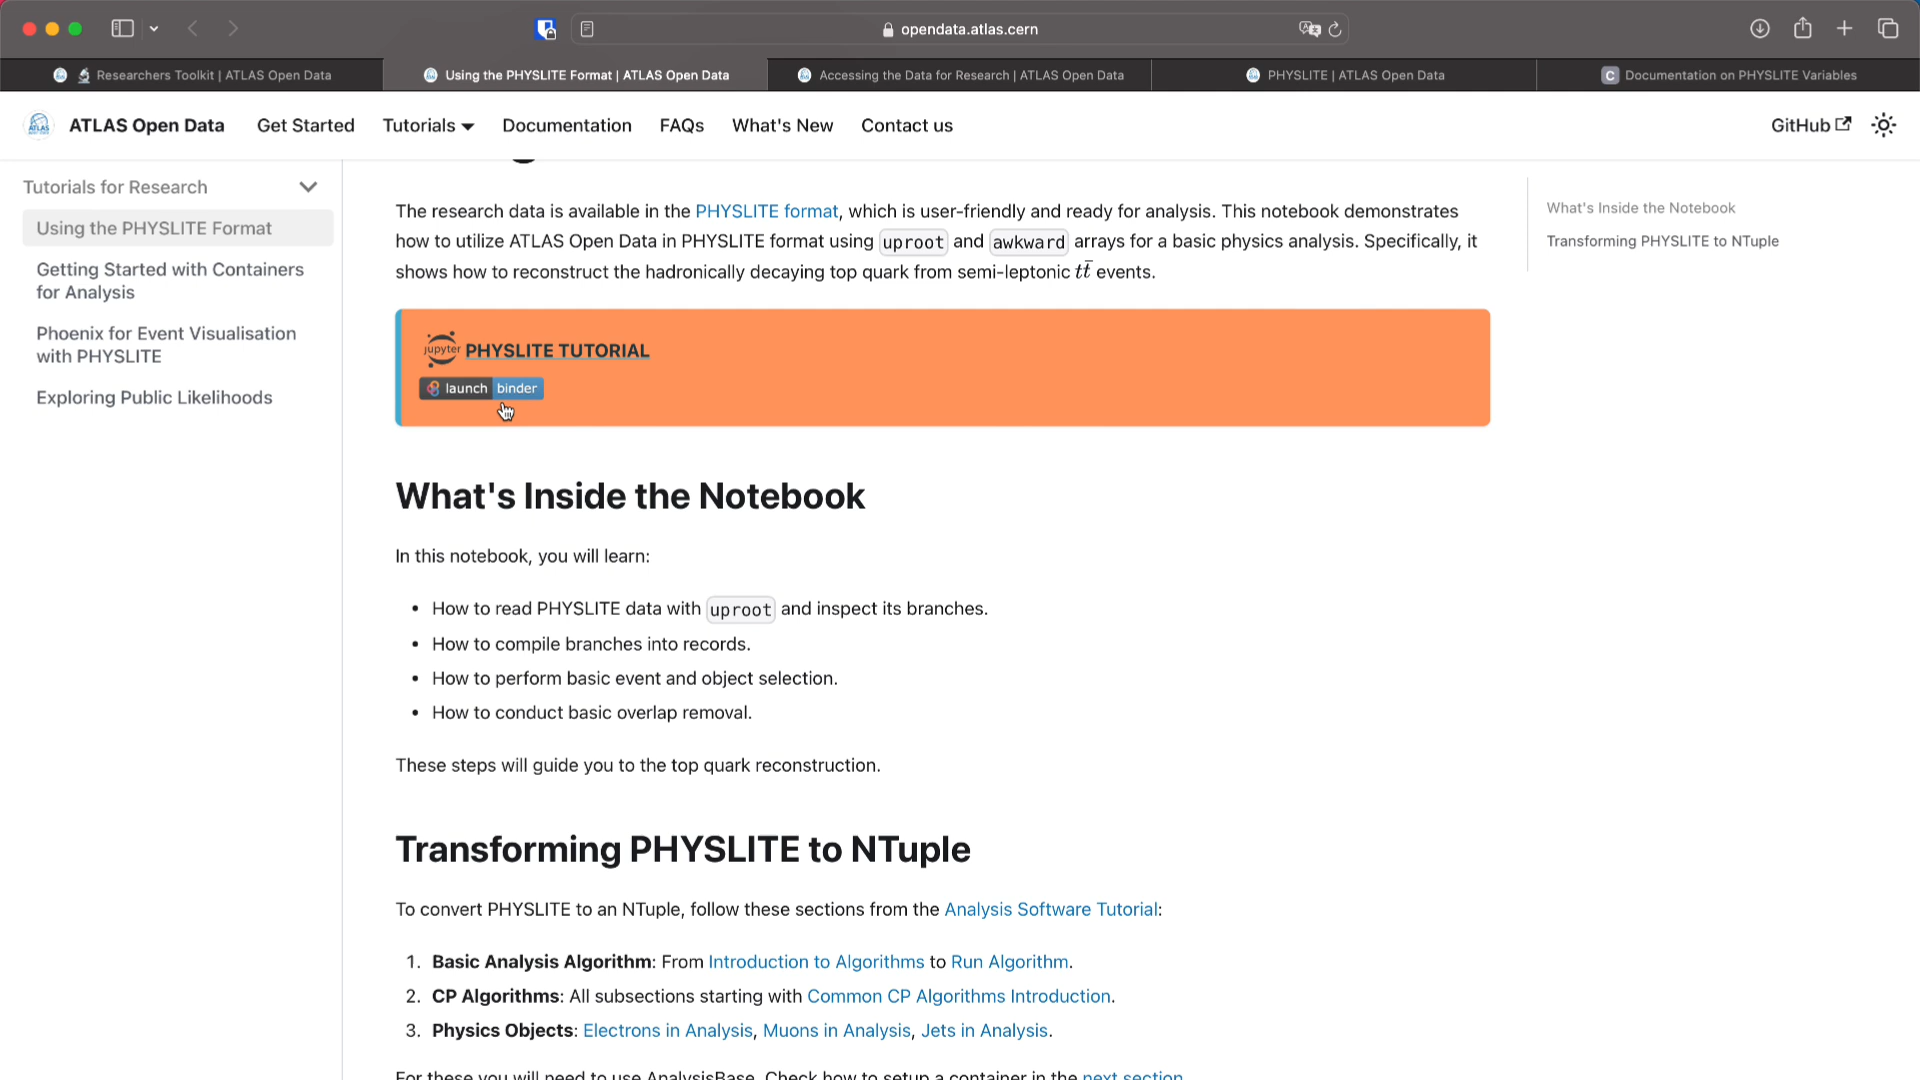 opendata.atlas.cern
Researchers Toolkit | ATLAS Open Data
Using the PHYSLITE Format | ATLAS Open Data
Accessing the Data for Research | ATLAS Open Data
PHYSLITE | ATLAS Open Data
C Documentation on PHYSLITE Variables
ATLAS Open Data
Get Started
Tutorials
Documentation
FAQs
What's New
Contact us
GitHub
Tutorials for Research
Using the PHYSLITE Format
Getting Started with Containers
for Analysis
Phoenix for Event Visualisation
with PHYSLITE
Exploring Public Likelihoods
The research data is available in the PHYSLITE format, which is user-friendly and ready for analysis. This notebook demonstrates
how to utilize ATLAS Open Data in PHYSLITE format using uproot and awkward arrays for a basic physics analysis. Specifically, it
shows how to reconstruct the hadronically decaying top quark from semi-leptonic tt̄ events.
jupyter PHYSLITE TUTORIAL
launch binder
What's Inside the Notebook
In this notebook, you will learn:
• How to read PHYSLITE data with uproot and inspect its branches.
• How to compile branches into records.
• How to perform basic event and object selection.
• How to conduct basic overlap removal.
These steps will guide you to the top quark reconstruction.
Transforming PHYSLITE to NTuple
To convert PHYSLITE to an NTuple, follow these sections from the Analysis Software Tutorial:
1. Basic Analysis Algorithm: From Introduction to Algorithms to Run Algorithm.
2. CP Algorithms: All subsections starting with Common CP Algorithms Introduction.
3. Physics Objects: Electrons in Analysis, Muons in Analysis, Jets in Analysis.
For these you will need to use AnalysisBase. Check how to setup a container in the next section
What's Inside the Notebook
Transforming PHYSLITE to NTuple